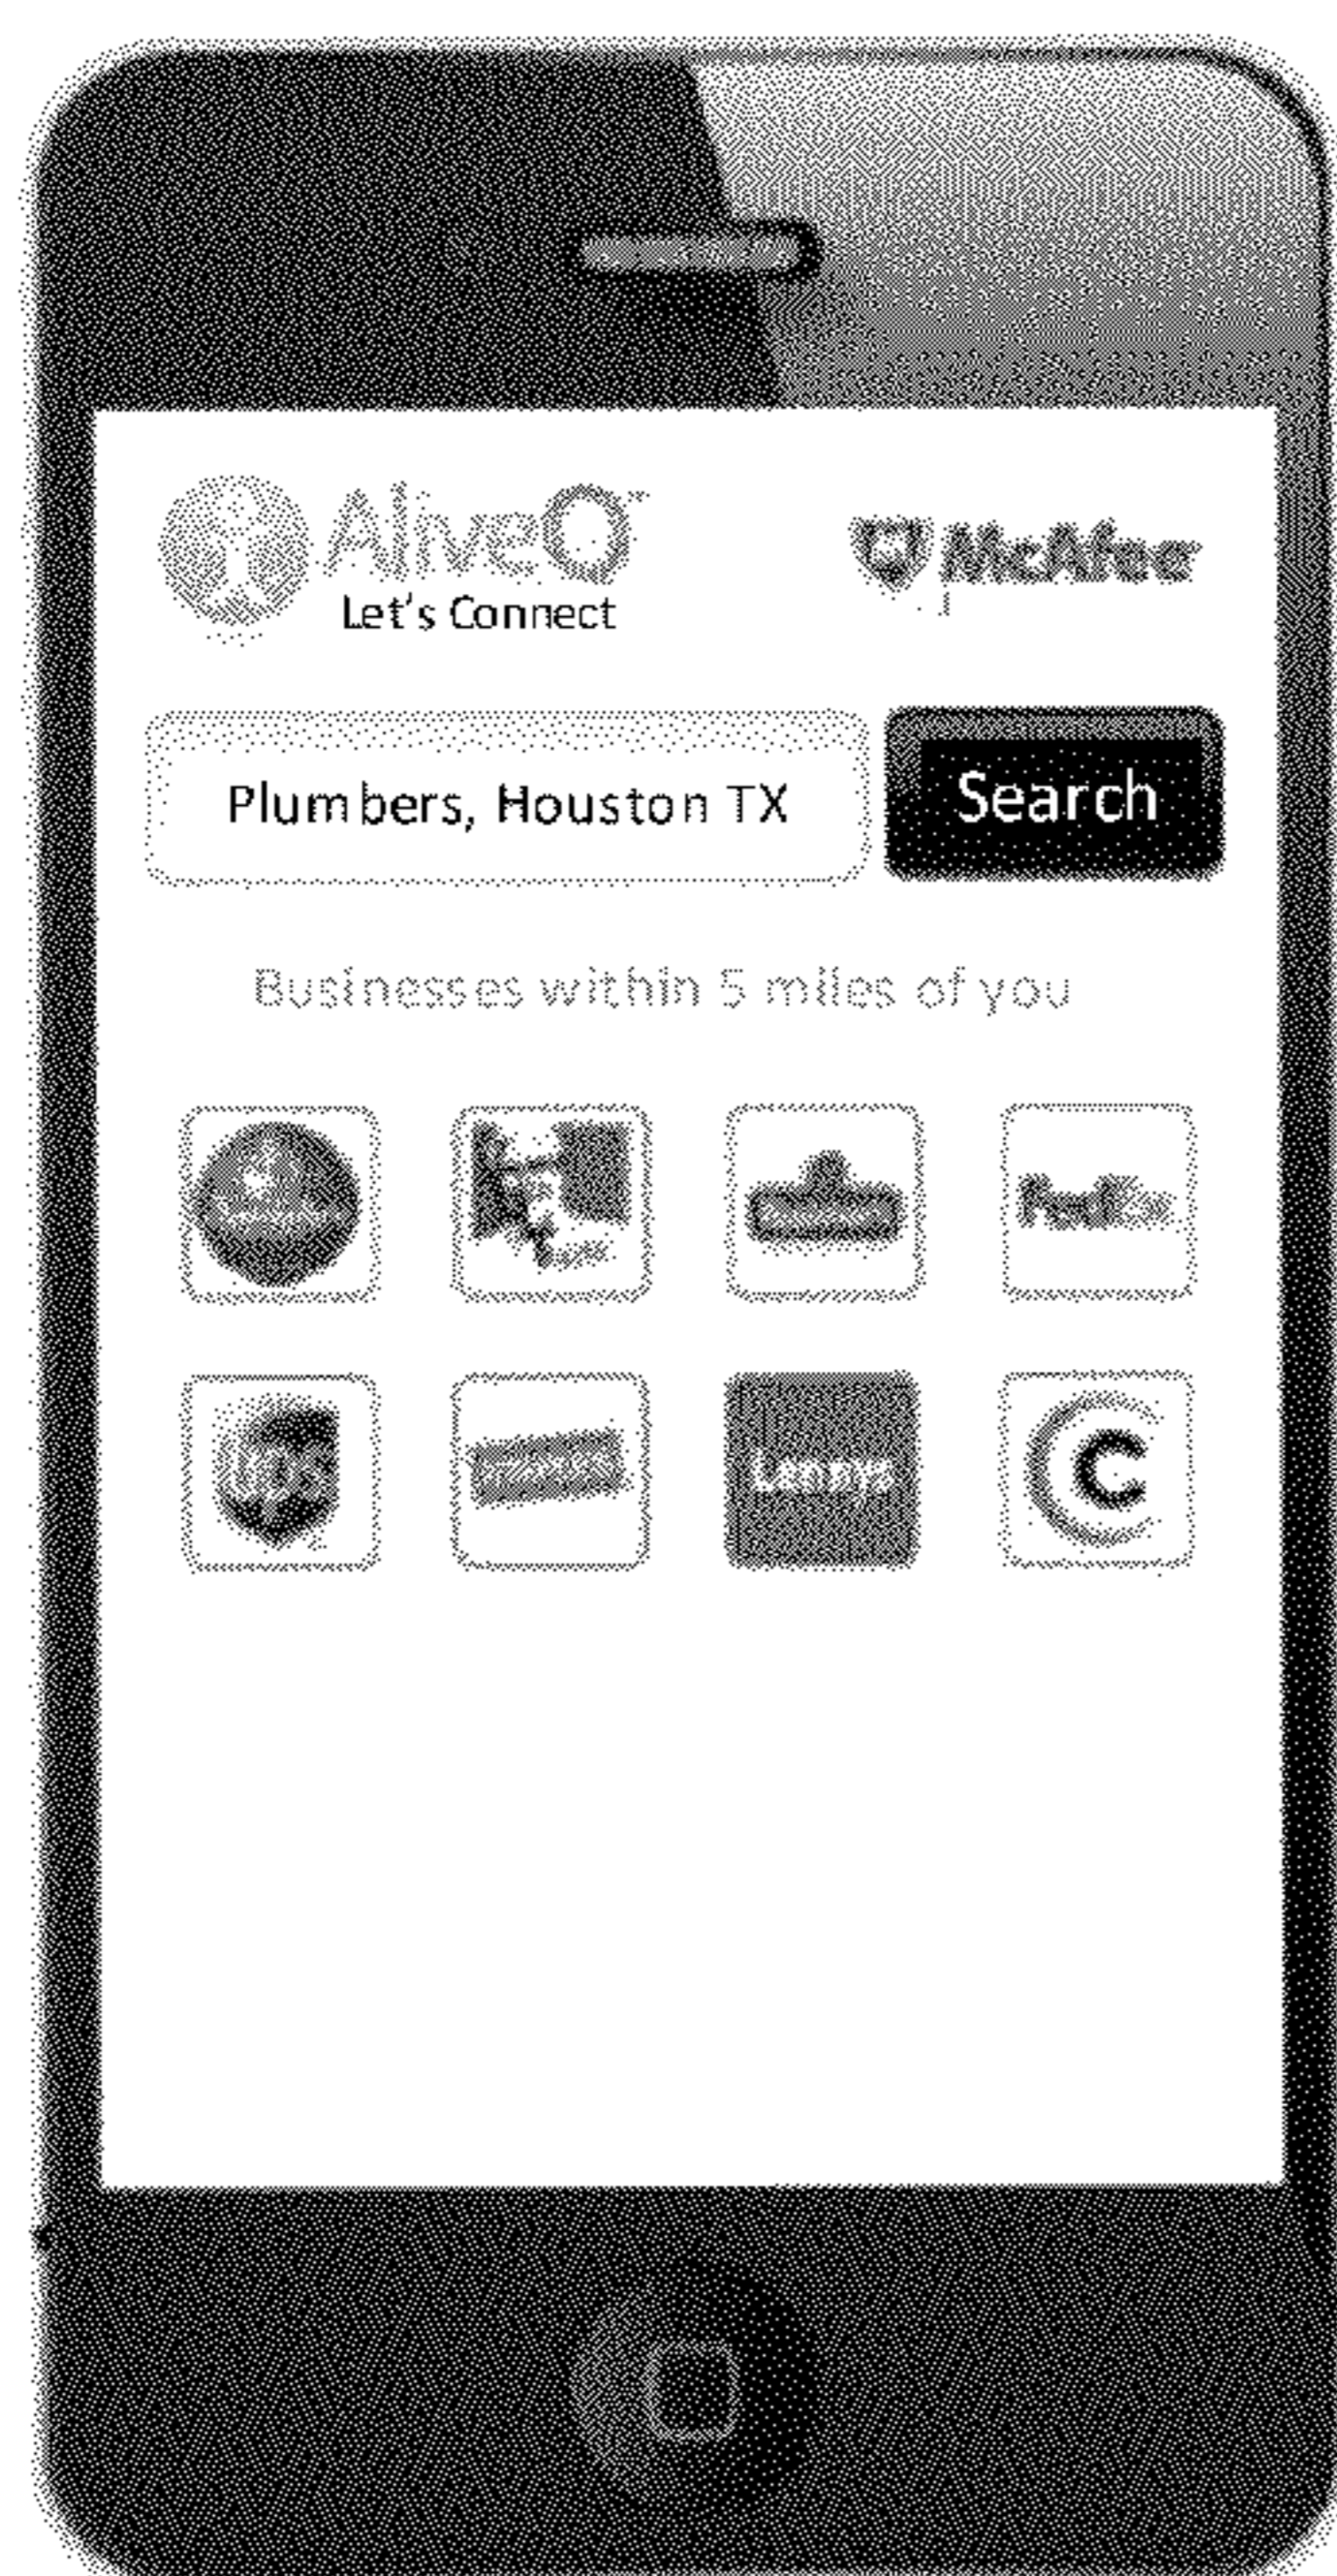 AliveO
McAfee
Let's Connect
Plumbers, Houston TX
Search
Businesses within 5 miles of you
FedEx
Lennys
C